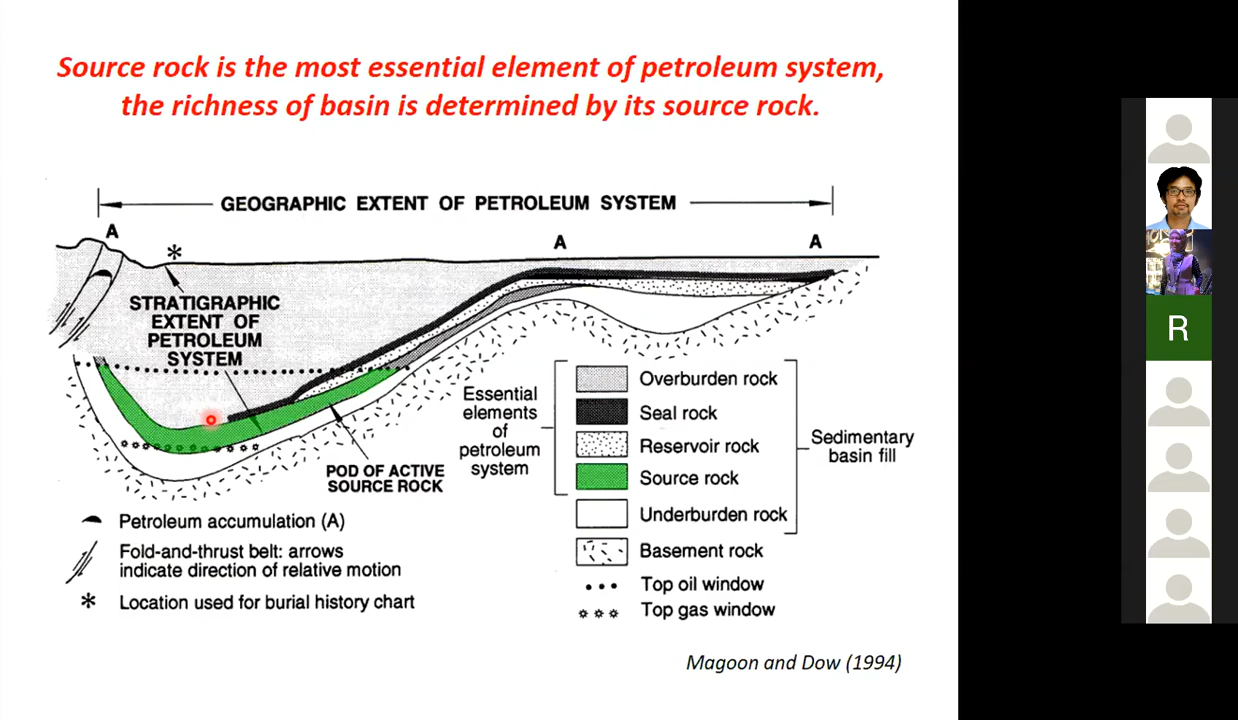 Source rock is the most essential element of petroleum system,
the richness of basin is determined by its source rock.
GEOGRAPHIC EXTENT OF PETROLEUM SYSTEM
A
*
A
A
STRATIGRAPHIC
EXTENT OF
PETROLEUM
SYSTEM
POD OF ACTIVE
SOURCE ROCK
Essential
elements
of
petroleum
system
Overburden rock
Seal rock
Reservoir rock
Source rock
Underburden rock
Basement rock
Top oil window
Top gas window
Sedimentary
basin fill
Petroleum accumulation (A)
Fold-and-thrust belt: arrows
indicate direction of relative motion
* Location used for burial history chart
Magoon and Dow (1994)
R